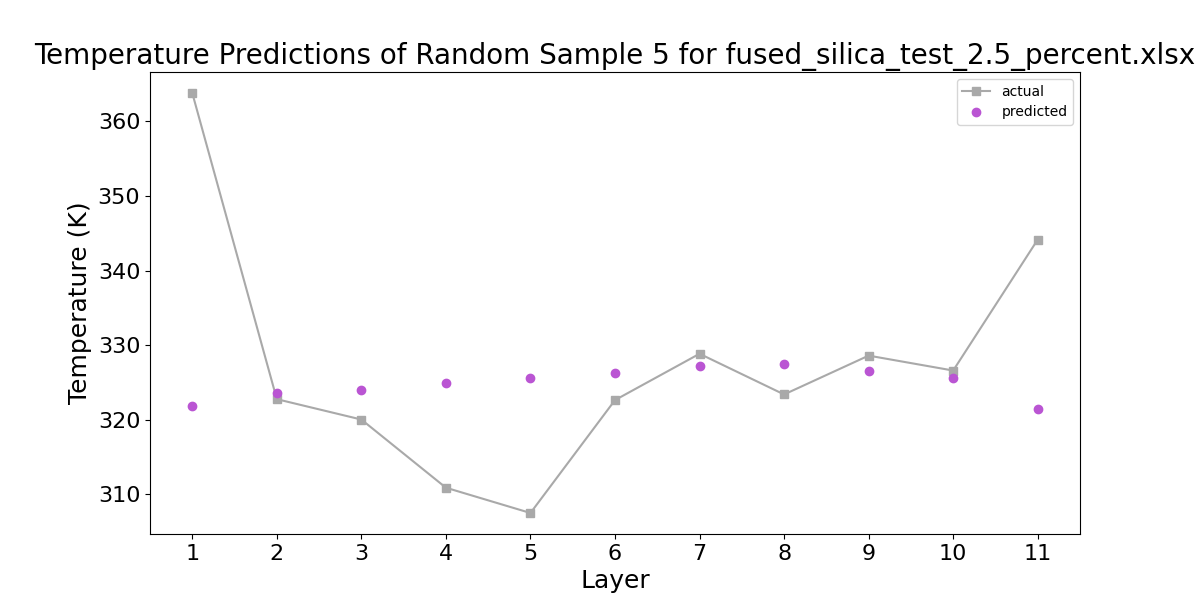 Temperature Predictions of Random Sample 5 for fused_silica_test_2.5_percent.xlsx
actual
predicted
Temperature (K)
360
350
340
330
320
310
1 2 3 4 5 6 7 8 9 10 11
Layer